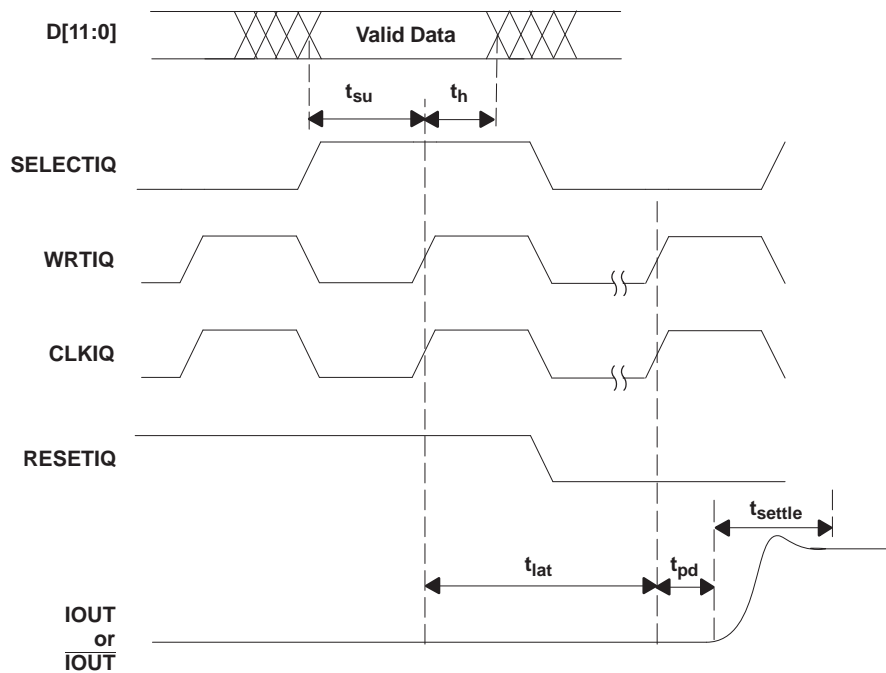 D[11:0]
Valid Data
tsu
th
SELECTIQ
WRTIQ
CLKIQ
RESETIQ
tsettle
tlat
tpd
IOUT
or
IOUT